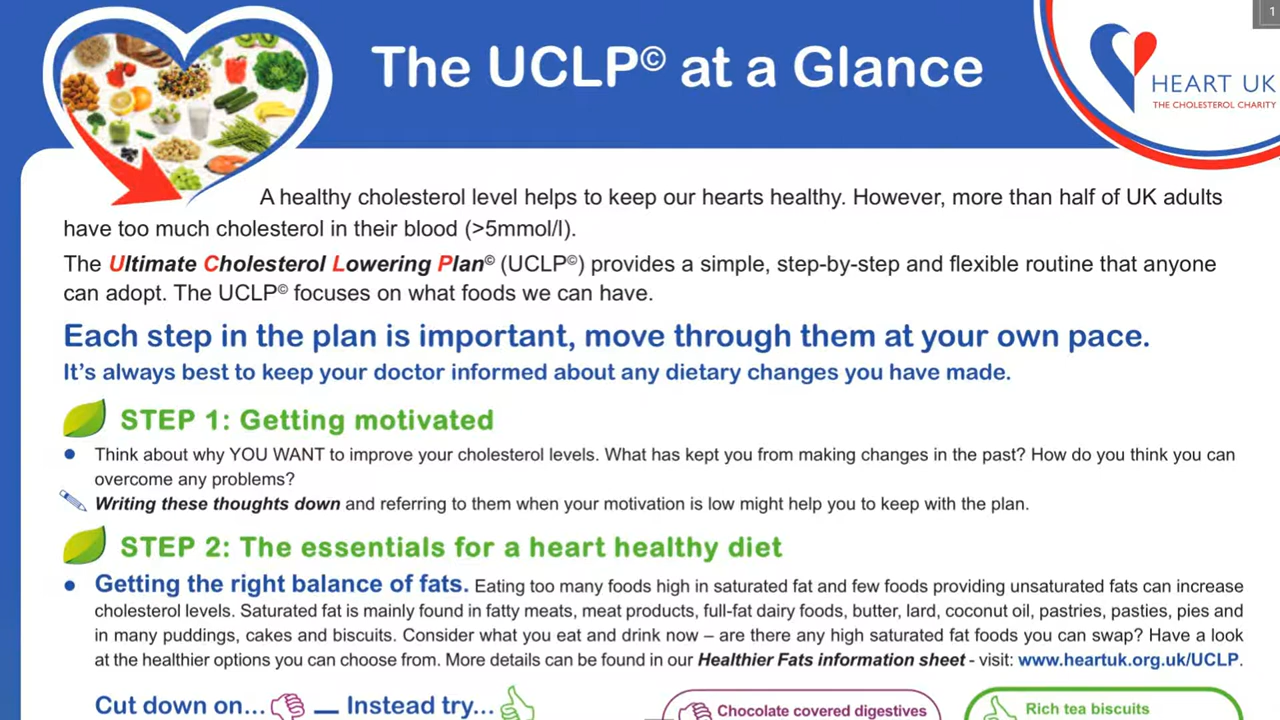 1
The UCLP© at a Glance
HEART UK
THE CHOLESTEROL CHARITY
A healthy cholesterol level helps to keep our hearts healthy. However, more than half of UK adults
have too much cholesterol in their blood (>5mmol/l).
The Ultimate Cholesterol Lowering Plan© (UCLP©) provides a simple, step-by-step and flexible routine that anyone
can adopt. The UCLP© focuses on what foods we can have.
Each step in the plan is important, move through them at your own pace.
It's always best to keep your doctor informed about any dietary changes you have made.
STEP 1: Getting motivated
• Think about why YOU WANT to improve your cholesterol levels. What has kept you from making changes in the past? How do you think you can
overcome any problems?
Writing these thoughts down and referring to them when your motivation is low might help you to keep with the plan.
STEP 2: The essentials for a heart healthy diet
• Getting the right balance of fats. Eating too many foods high in saturated fat and few foods providing unsaturated fats can increase
cholesterol levels. Saturated fat is mainly found in fatty meats, meat products, full-fat dairy foods, butter, lard, coconut oil, pastries, pasties, pies and
in many puddings, cakes and biscuits. Consider what you eat and drink now – are there any high saturated fat foods you can swap? Have a look
at the healthier options you can choose from. More details can be found in our Healthier Fats information sheet - visit: www.heartuk.org.uk/UCLP.
Cut down on... — Instead try...
Chocolate covered digestives
Rich tea biscuits